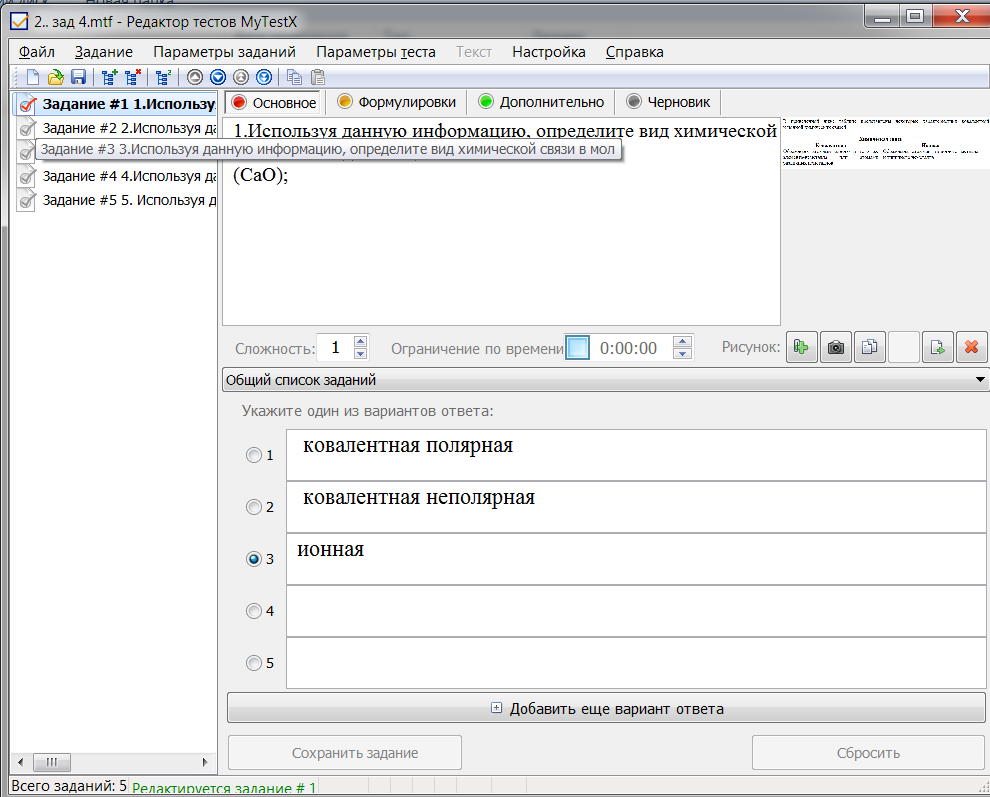 2.. зад 4.mtf - Редактор тестов MyTestX
Файл Задание Параметры заданий Параметры теста Текст Настройка Справка
Задание #1 1.Использу
Задание #2 2.Используя да
Задание #3 3.Используя данную информацию, определите вид химической связи в мол
Задание #4 4.Используя да
Задание #5 5. Используя д
Основное Формулировки Дополнительно Черновик
1.Используя данную информацию, определите вид химической
(CaO);
Химическая связь
Сложность: 1 Ограничение по времени 0:00:00 Рисунок:
Общий список заданий
Укажите один из вариантов ответа:
1 ковалентная полярная
2 ковалентная неполярная
3 ионная
4
5
Добавить еще вариант ответа
Сохранить задание Сбросить
Всего заданий: 5 Редактируется задание # 1